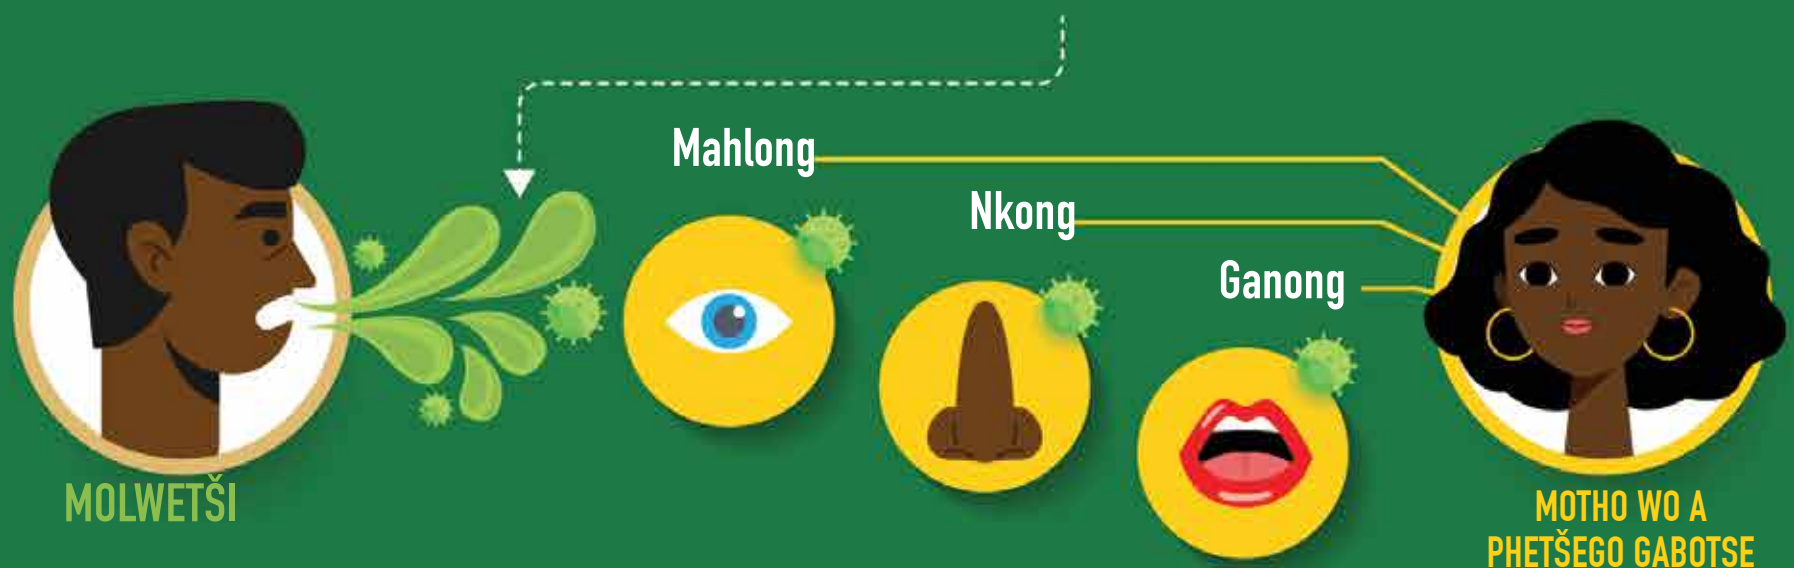 Mahlong
Nkong
Ganong
MOLWETŠI
MOTHO WO A
PHETŠEGO GABOTSE